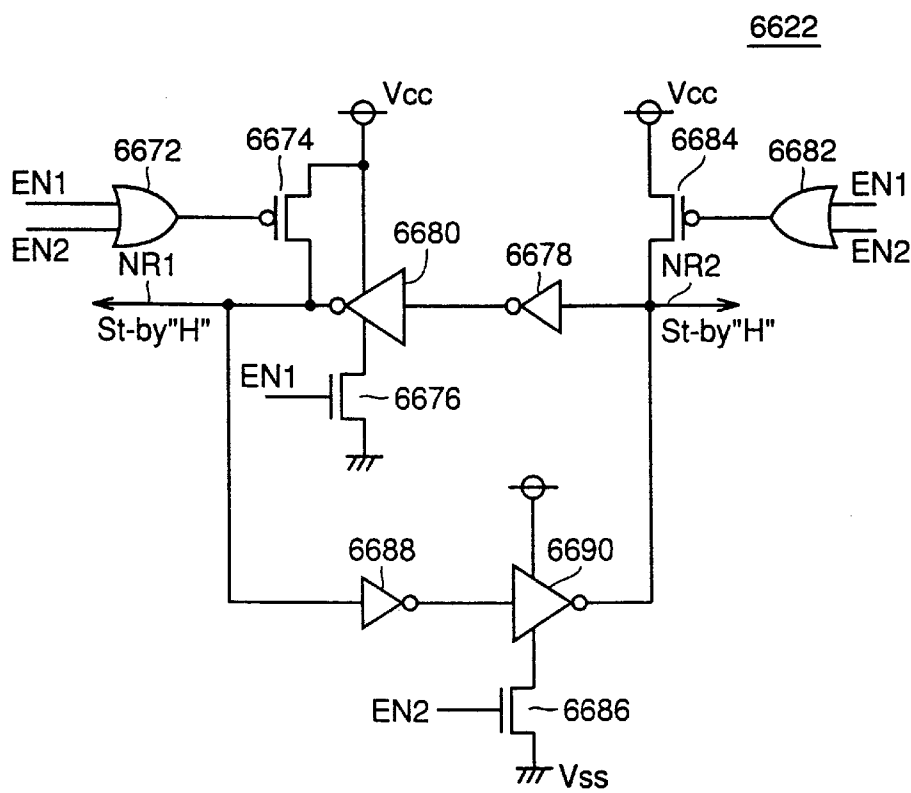 6622
Vcc
Vcc
6674
6684
6672
6682
EN1
EN1
EN2
EN2
6680
6678
NR1
NR2
St-by"H"
St-by"H"
EN1
6676
6688
6690
EN2
6686
Vss